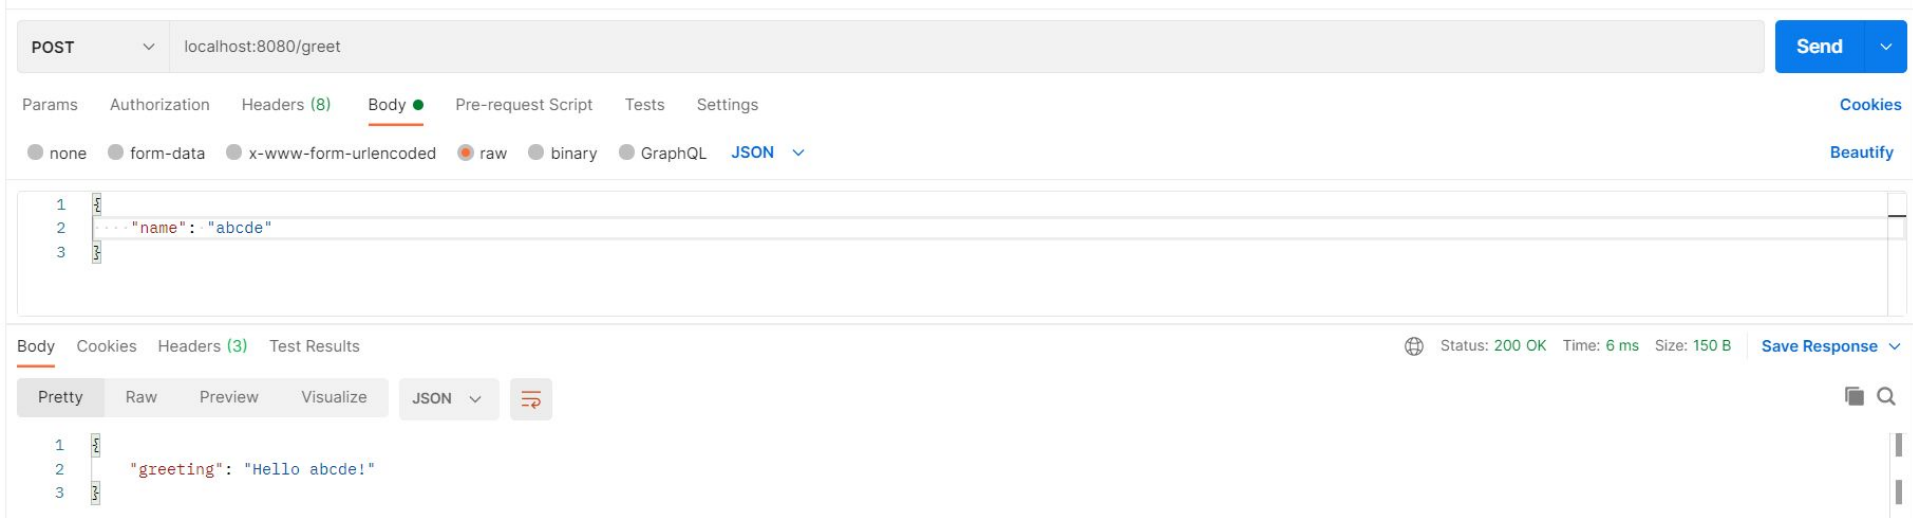 POST localhost:8080/greet Send
Params Authorization Headers (8) Body Pre-request Script Tests Settings Cookies
none form-data x-www-form-urlencoded raw binary GraphQL JSON Beautify
1 {
2 "name": "abcde"
3 }
Body Cookies Headers (3) Test Results Status: 200 OK Time: 6 ms Size: 150 B Save Response
Pretty Raw Preview Visualize JSON
1 {
2 "greeting": "Hello abcde!"
3 }